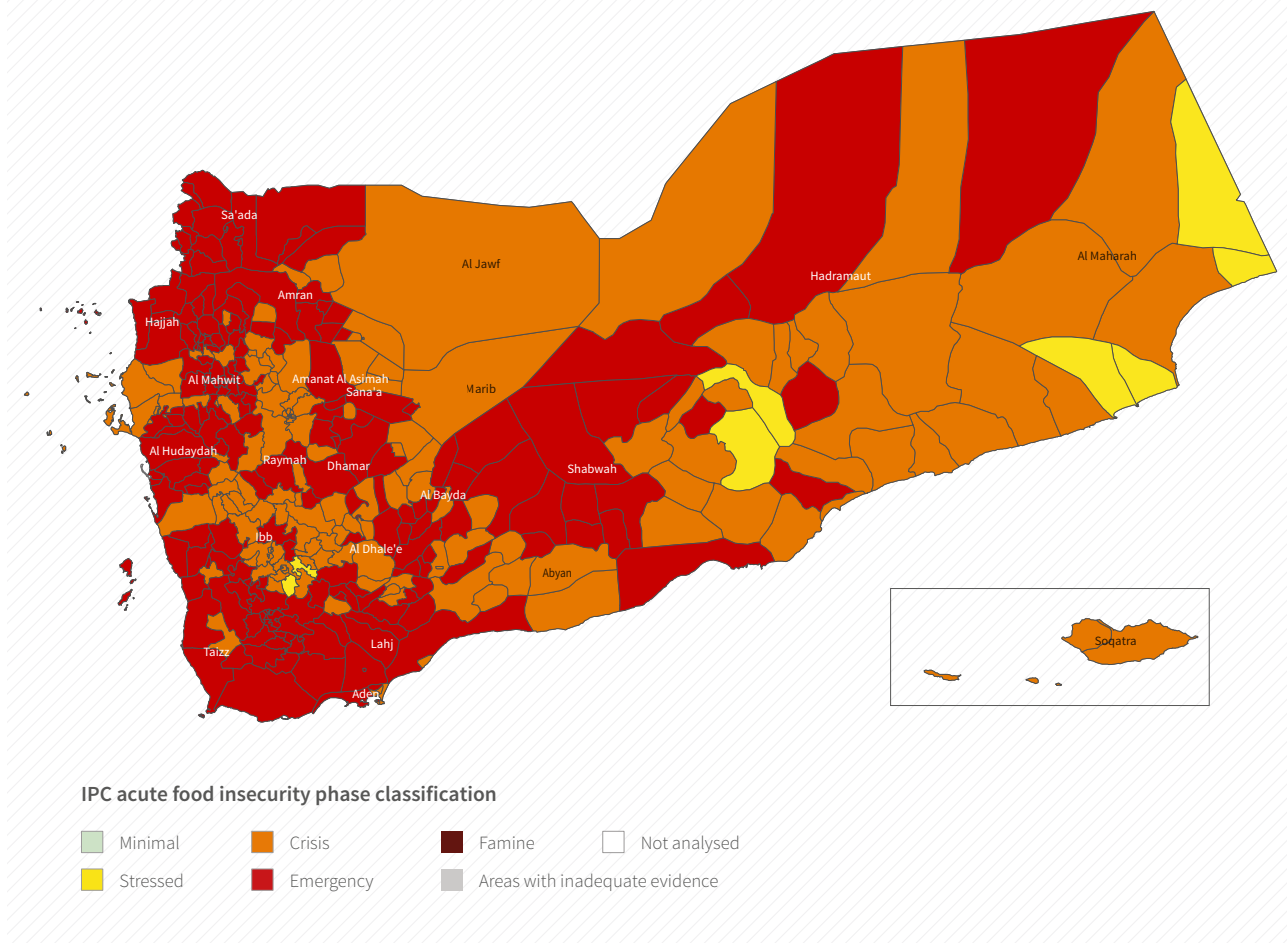 Sa'ada
Al Jawf
Al Maharah
Hadramaut
Amran
Hajjah
Al Mahwit
Amanat Al Asimah
Sana'a
Marib
Al Hudaydah
Raymah
Dhamar
Shabwah
Al Bayda
Ibb
Al Dhale'e
Abyan
Taizz
Lahj
Soqatra
Aden
IPC acute food insecurity phase classification
Minimal
Crisis
Famine
Not analysed
Stressed
Emergency
Areas with inadequate evidence